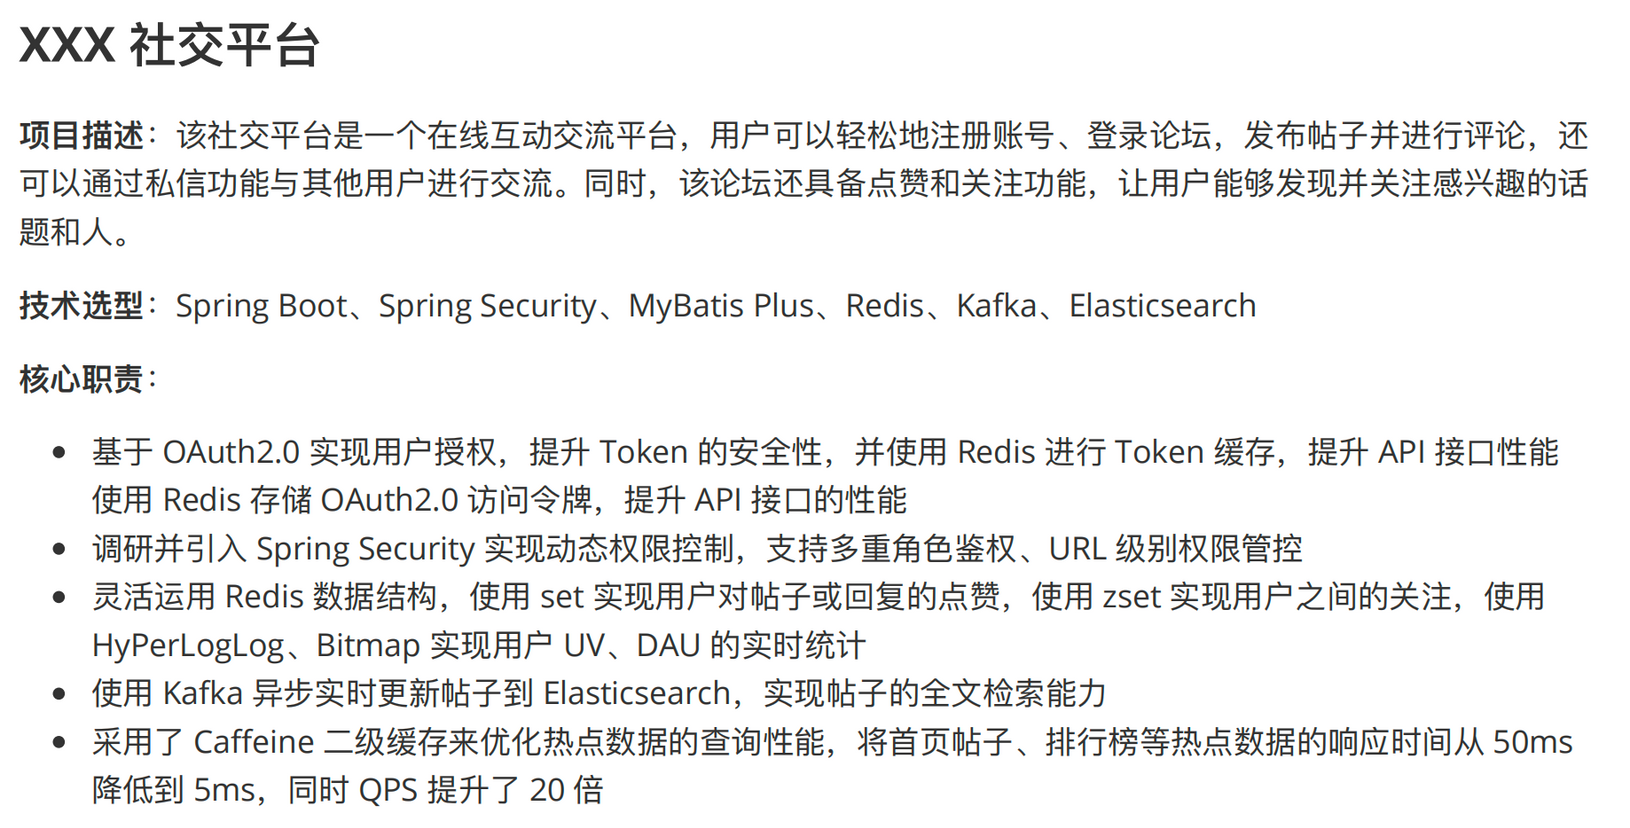 XXX 社交平台
项目描述：该社交平台是一个在线互动交流平台，用户可以轻松地注册账号、登录论坛，发布帖子并进行评论，还
可以通过私信功能与其他用户进行交流。同时，该论坛还具备点赞和关注功能，让用户能够发现并关注感兴趣的话
题和人。
技术选型：Spring Boot、Spring Security、MyBatis Plus、Redis、Kafka、Elasticsearch
核心职责：
• 基于 OAuth2.0 实现用户授权，提升 Token 的安全性，并使用 Redis 进行 Token 缓存，提升 API 接口性能
使用 Redis 存储 OAuth2.0 访问令牌，提升 API 接口的性能
• 调研并引入 Spring Security 实现动态权限控制，支持多重角色鉴权、URL 级别权限管控
• 灵活运用 Redis 数据结构，使用 set 实现用户对帖子或回复的点赞，使用 zset 实现用户之间的关注，使用
HyPerLogLog、Bitmap 实现用户 UV、DAU 的实时统计
• 使用 Kafka 异步实时更新帖子到 Elasticsearch，实现帖子的全文检索能力
• 采用了 Caffeine 二级缓存来优化热点数据的查询性能，将首页帖子、排行榜等热点数据的响应时间从 50ms
降低到 5ms，同时 QPS 提升了 20 倍